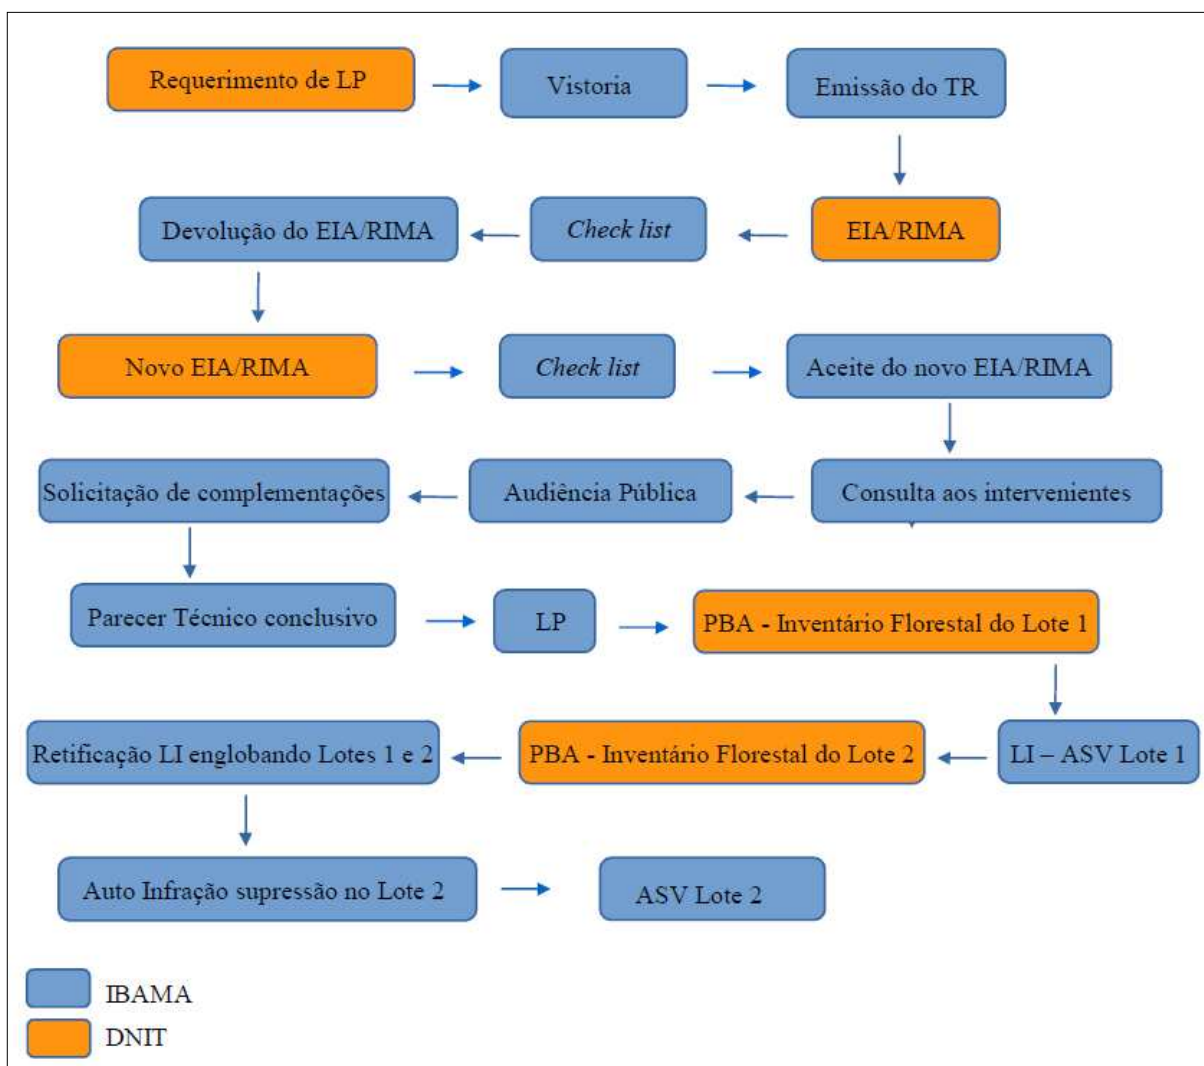 Requerimento de LP
Vistoria
Emissão do TR
Devolução do EIA/RIMA
Check list
EIA/RIMA
Novo EIA/RIMA
Check list
Aceite do novo EIA/RIMA
Solicitação de complementações
Audiência Pública
Consulta aos intervenientes
Parecer Técnico conclusivo
LP
PBA - Inventário Florestal do Lote 1
Retificação LI englobando Lotes 1 e 2
PBA - Inventário Florestal do Lote 2
LI – ASV Lote 1
Auto Infração supressão no Lote 2
ASV Lote 2
IBAMA
DNIT